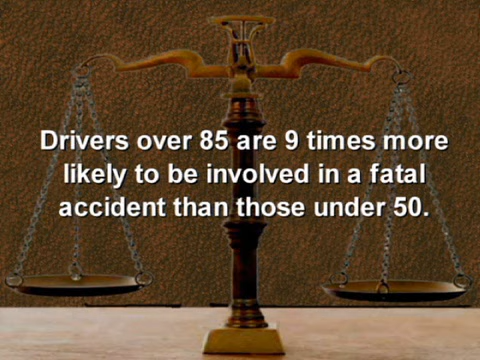 Drivers over 85 are 9 times more
likely to be involved in a fatal
accident than those under 50.